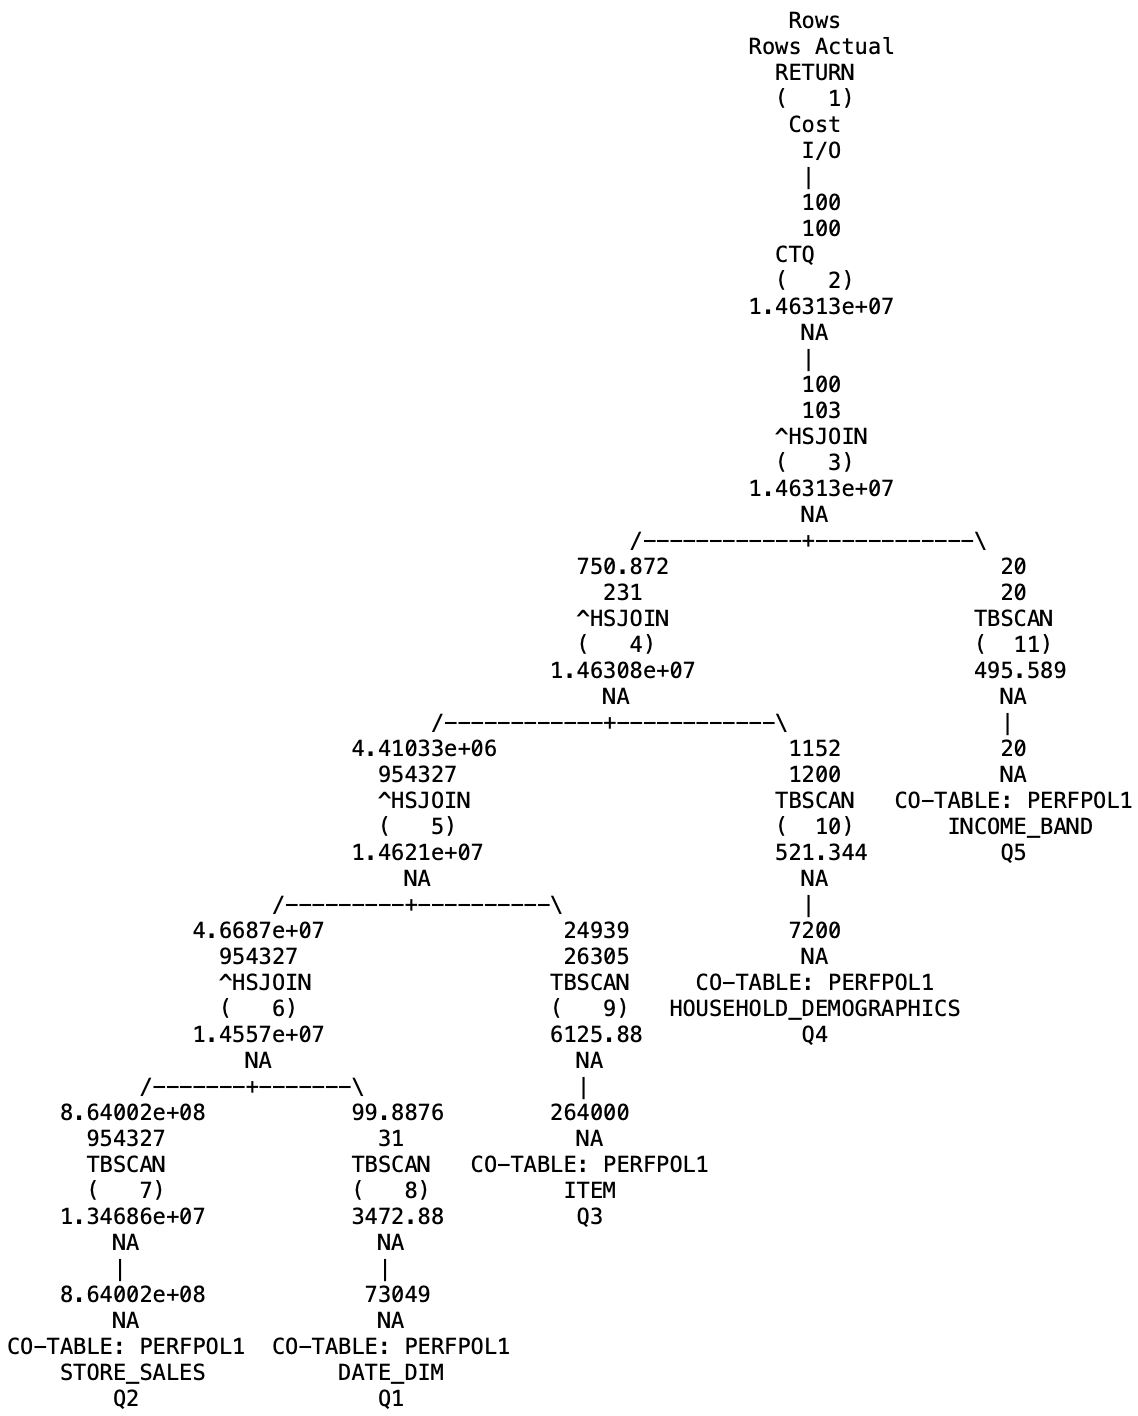 Rows
Rows Actual
RETURN
(   1)
Cost
I/O
|
100
100
CTQ
(   2)
1.46313e+07
NA
|
100
103
^HSJOIN
(   3)
1.46313e+07
NA
/------------+------------\
750.872                       20
231                           20
^HSJOIN                     TBSCAN
(   4)                      (  11)
1.46308e+07                 495.589
NA                            NA
/------------+------------\        |
4.41033e+06                 1152              20
954327                      1200              NA
^HSJOIN                     TBSCAN   CO-TABLE: PERFPOL1
(   5)                      (  10)       INCOME_BAND
1.4621e+07                  521.344           Q5
NA                            NA
/---------+----------\        |
4.6687e+07            24939            7200
954327                26305             NA
^HSJOIN               TBSCAN     CO-TABLE: PERFPOL1
(   6)                (   9)  HOUSEHOLD_DEMOGRAPHICS
1.4557e+07            6125.88           Q4
NA                      NA
/-------+-------\        |
8.64002e+08           99.8876        264000
954327                  31             NA
TBSCAN                TBSCAN   CO-TABLE: PERFPOL1
(   7)                (   8)          ITEM
1.34686e+07           3472.88          Q3
NA                      NA
|                   |
8.64002e+08            73049
NA                      NA
CO-TABLE: PERFPOL1  CO-TABLE: PERFPOL1
STORE_SALES          DATE_DIM
Q2                  Q1